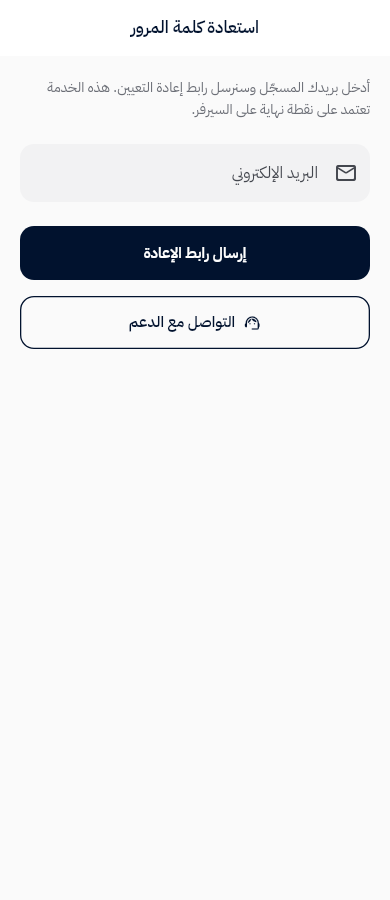 استعادة كلمة المرور
أدخل بريدك المسجّل وسنرسل رابط إعادة التعيين. هذه الخدمة
تعتمد على نقطة نهاية على السيرفر.
البريد الإلكتروني
إرسال رابط الإعادة
التواصل مع الدعم